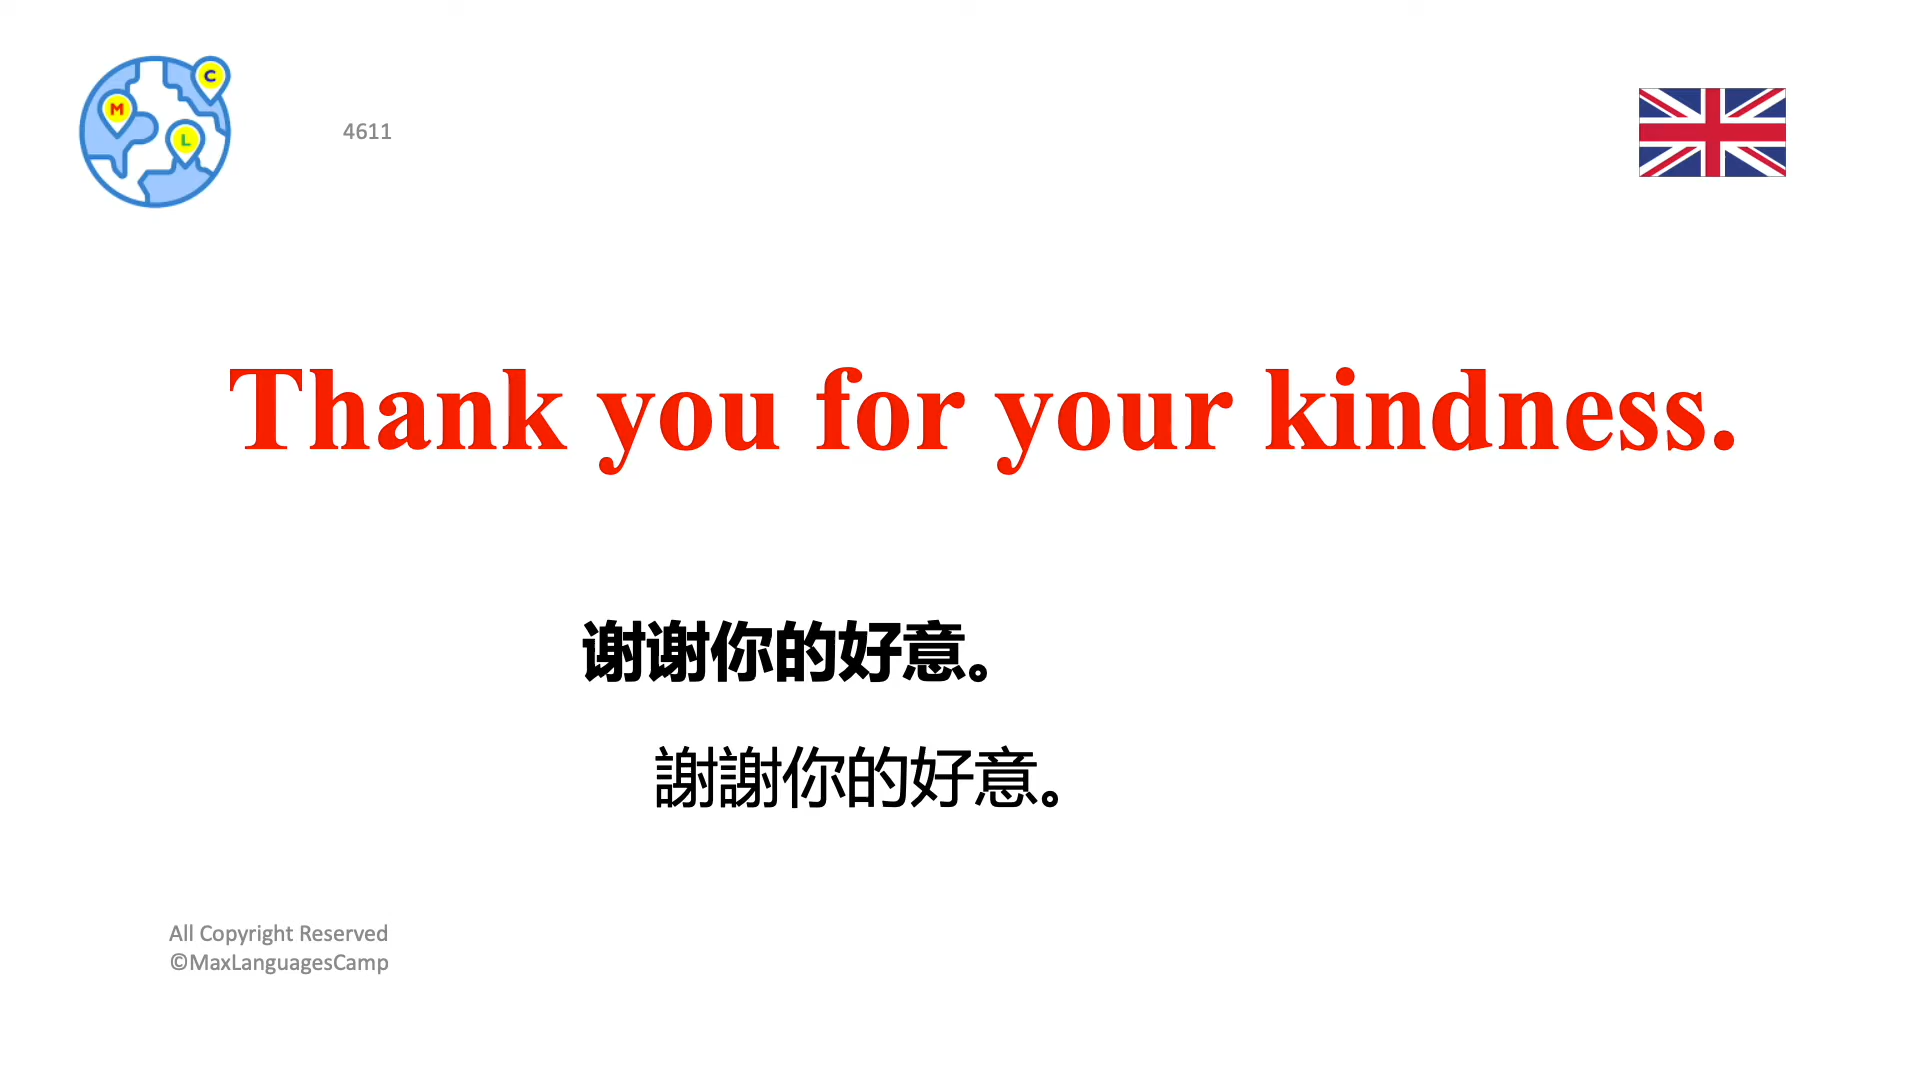 C
M
L
4611
Thank you for your kindness.
谢谢你的好意。
謝謝你的好意。
All Copyright Reserved
©MaxLanguagesCamp